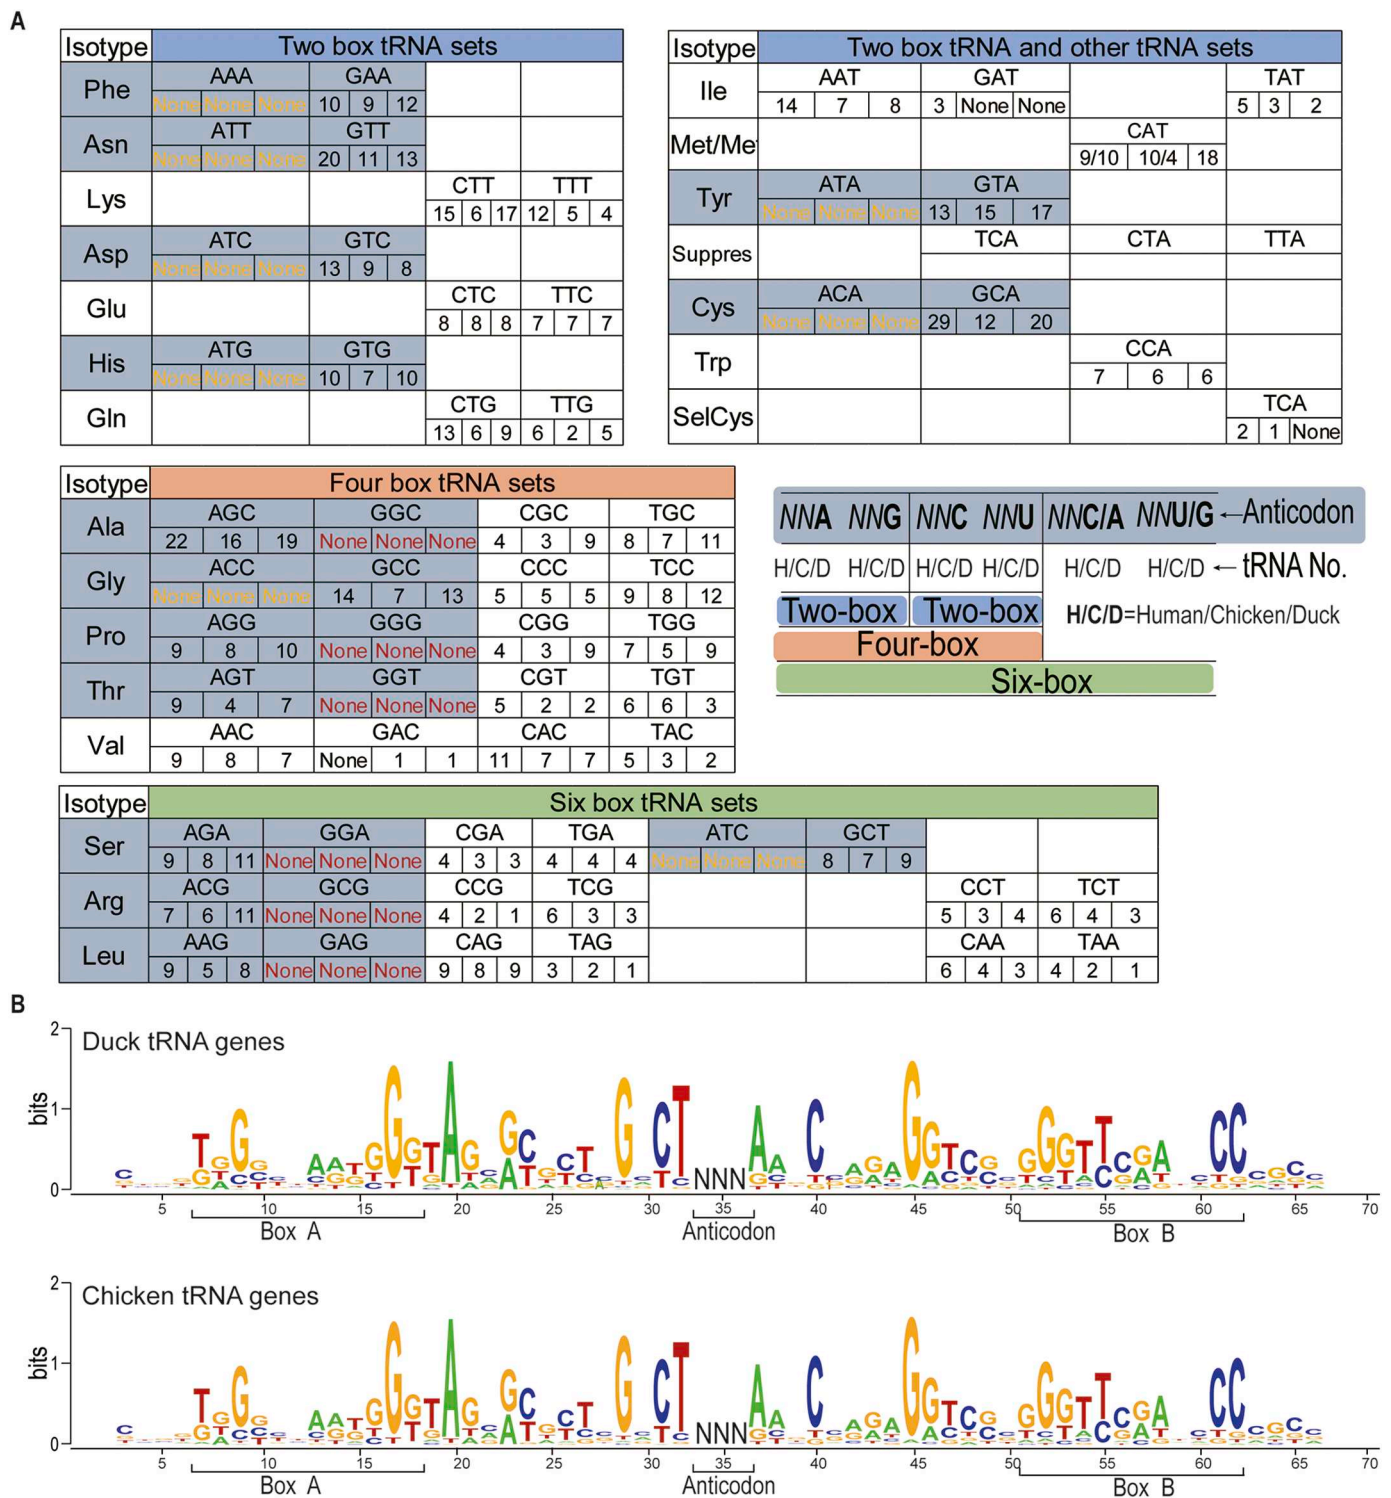 A
Isotype Two box tRNA sets
Phe AAA GAA
None None None 10 9 12
Asn ATT GTT
None None None 20 11 13
Lys CTT TTT
15 6 17 12 5 4
Asp ATC GTC
None None None 13 9 8
Glu CTC TTC
8 8 8 7 7 7
His ATG GTG
None None None 10 7 10
Gln CTG TTG
13 6 9 6 2 5
Isotype Two box tRNA and other tRNA sets
Ile AAT GAT TAT
14 7 8 3 None None 5 3 2
Met/Me CAT
9/10 10/4 18
Tyr ATA GTA
None None None 13 15 17
Suppres TCA CTA TTA
Cys ACA GCA
None None None 29 12 20
Trp CCA
7 6 6
SelCys TCA
2 1 None
Isotype Four box tRNA sets
Ala AGC GGC CGC TGC
22 16 19 None None None 4 3 9 8 7 11
Gly ACC GCC CCC TCC
None None None 14 7 13 5 5 5 9 8 12
Pro AGG GGG CGG TGG
9 8 10 None None None 4 3 9 7 5 9
Thr AGT GGT CGT TGT
9 4 7 None None None 5 2 2 6 6 3
Val AAC GAC CAC TAC
9 8 7 None 1 1 11 7 7 5 3 2
NNA NNG NNC NNU NNC/A NNU/G ←Anticodon
H/C/D H/C/D H/C/D H/C/D H/C/D H/C/D ← tRNA No.
Two-box Two-box H/C/D=Human/Chicken/Duck
Four-box
Six-box
Isotype Six box tRNA sets
Ser AGA GGA CGA TGA ATC GCT
9 8 11 None None None 4 3 3 4 4 4 None None None 8 7 9
Arg ACG GCG CCG TCG CCT TCT
7 6 11 None None None 4 2 1 6 3 3 5 3 4 6 4 3
Leu AAG GAG CAG TAG CAA TAA
9 5 8 None None None 9 8 9 3 2 1 6 4 3 4 2 1
B
Duck tRNA genes
bits
2
1
0
NNN
5 10 15 20 25 30 35 40 45 50 55 60 65 70
Box A Anticodon Box B
Chicken tRNA genes
bits
2
1
0
NNN
5 10 15 20 25 30 35 40 45 50 55 60 65 70
Box A Anticodon Box B